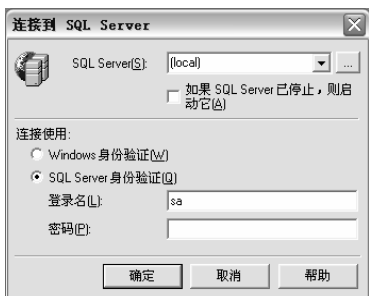 连接到 SQL Server
SQL Server(S): (local) ...
如果 SQL Server 已停止，则启
动它(A)
连接使用:
Windows 身份验证(W)
SQL Server 身份验证(Q)
登录名(L): sa
密码(P):
确定 取消 帮助